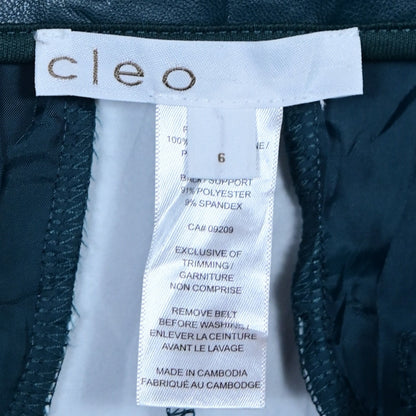 cleo
6
100%
BACK / SUPPORT
91% POLYESTER
9% SPANDEX
CA# 09209
EXCLUSIVE OF
TRIMMING /
GARNITURE
NON COMPRISE
REMOVE BELT
BEFORE WASHING /
ENLEVER LA CEINTURE
AVANT LE LAVAGE
MADE IN CAMBODIA
FABRIQUÉ AU CAMBODGE